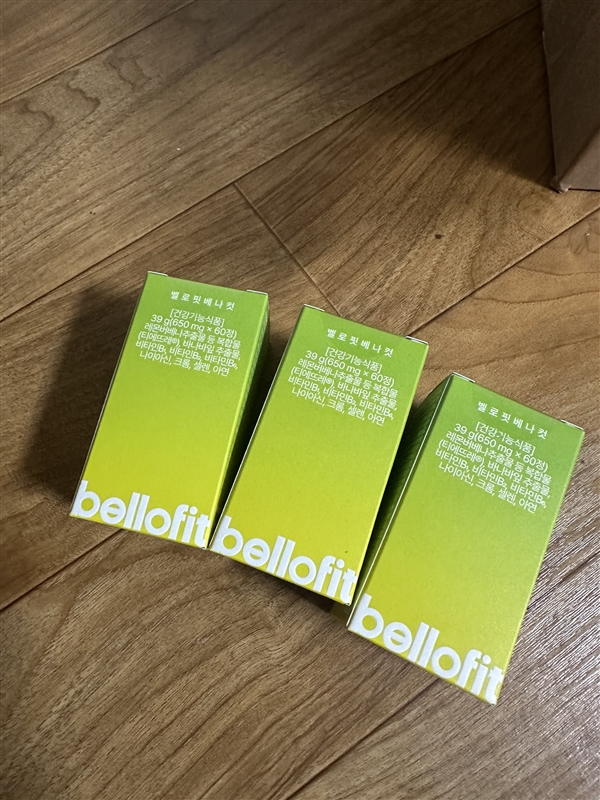 벨로핏베나컷
[건강기능식품]
39 g(650 mg × 60정)
레몬버베나추출물 등 복합물
(티에뜨레®), 바나바잎 추출물,
비타민B₁, 비타민B₂, 비타민B₆,
나이아신, 크롬, 셀렌, 아연
bellofit
벨로핏베나컷
[건강기능식품]
39 g(650 mg × 60정)
레몬버베나추출물 등 복합물
(티에뜨레®), 바나바잎 추출물,
비타민B₁, 비타민B₂, 비타민B₆,
나이아신, 크롬, 셀렌, 아연
bellofit
벨로핏베나컷
[건강기능식품]
39 g(650 mg × 60정)
레몬버베나추출물 등 복합물
(티에뜨레®), 바나바잎 추출물,
비타민B₁, 비타민B₂, 비타민B₆,
나이아신, 크롬, 셀렌, 아연
bellofit